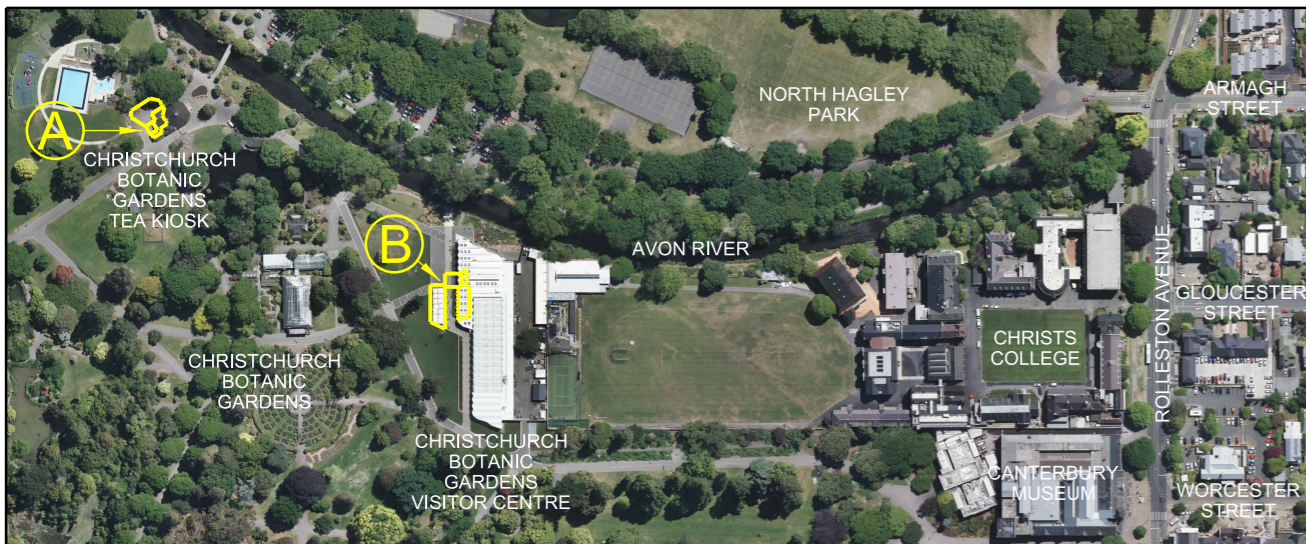 NORTH HAGLEY
PARK
ARMAGH
STREET
A
CHRISTCHURCH
BOTANIC
GARDENS
TEA KIOSK
B
AVON RIVER
GLOUCESTER
STREET
CHRISTS
COLLEGE
ROLLESTON AVENUE
CHRISTCHURCH
BOTANIC
GARDENS
CHRISTCHURCH
BOTANIC
GARDENS
VISITOR CENTRE
CANTERBURY
MUSEUM
WORCESTER
STREET